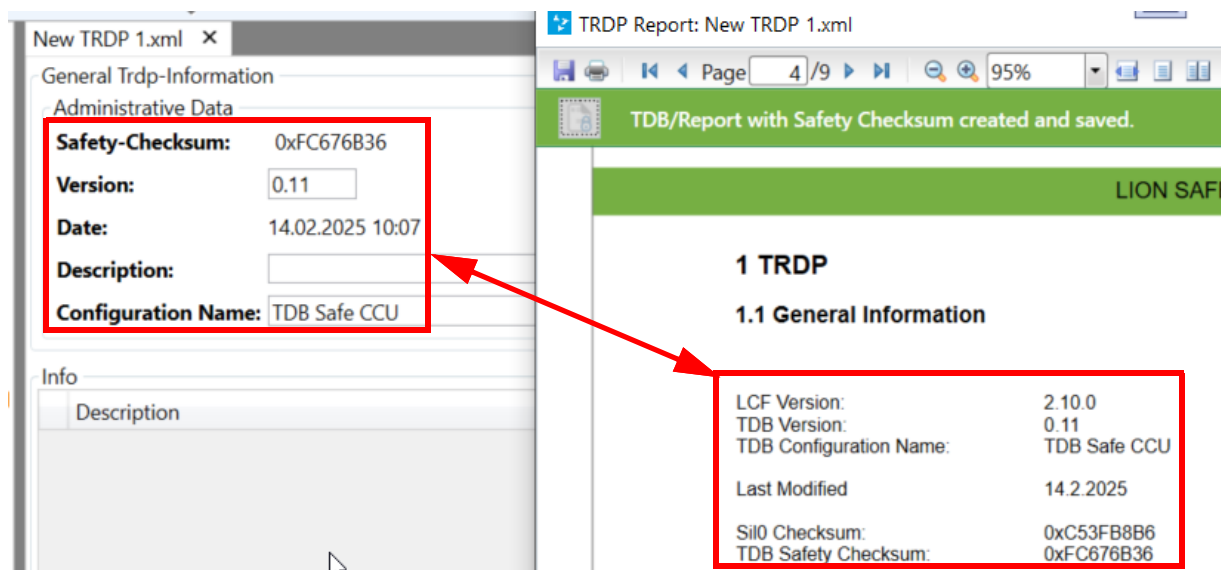 New TRDP 1.xml
General Trdp-Information
Administrative Data
Safety-Checksum: 0xFC676B36
Version: 0.11
Date: 14.02.2025 10:07
Description:
Configuration Name: TDB Safe CCU
Info
Description
TRDP Report: New TRDP 1.xml
Page 4 /9 95%
TDB/Report with Safety Checksum created and saved.
LION SAF
1 TRDP
1.1 General Information
LCF Version: 2.10.0
TDB Version: 0.11
TDB Configuration Name: TDB Safe CCU
Last Modified 14.2.2025
Sil0 Checksum: 0xC53FB8B6
TDB Safety Checksum: 0xFC676B36